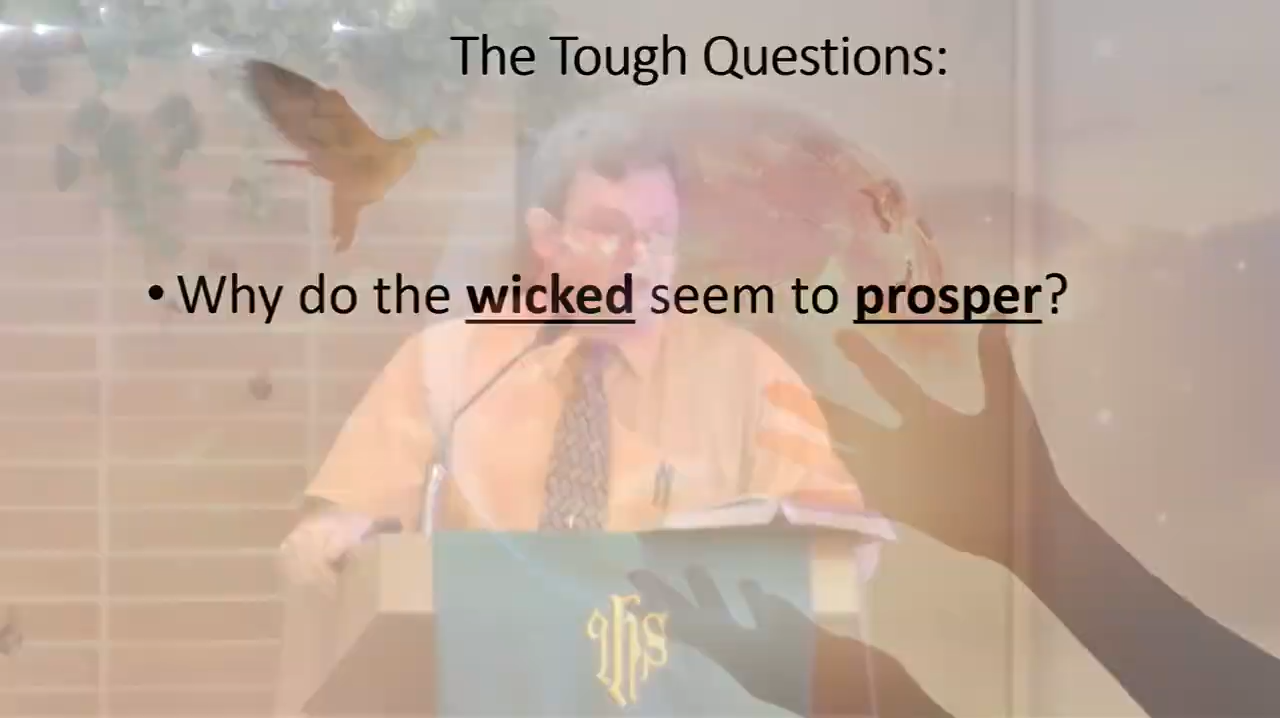 The Tough Questions:
• Why do the wicked seem to prosper?
IHS